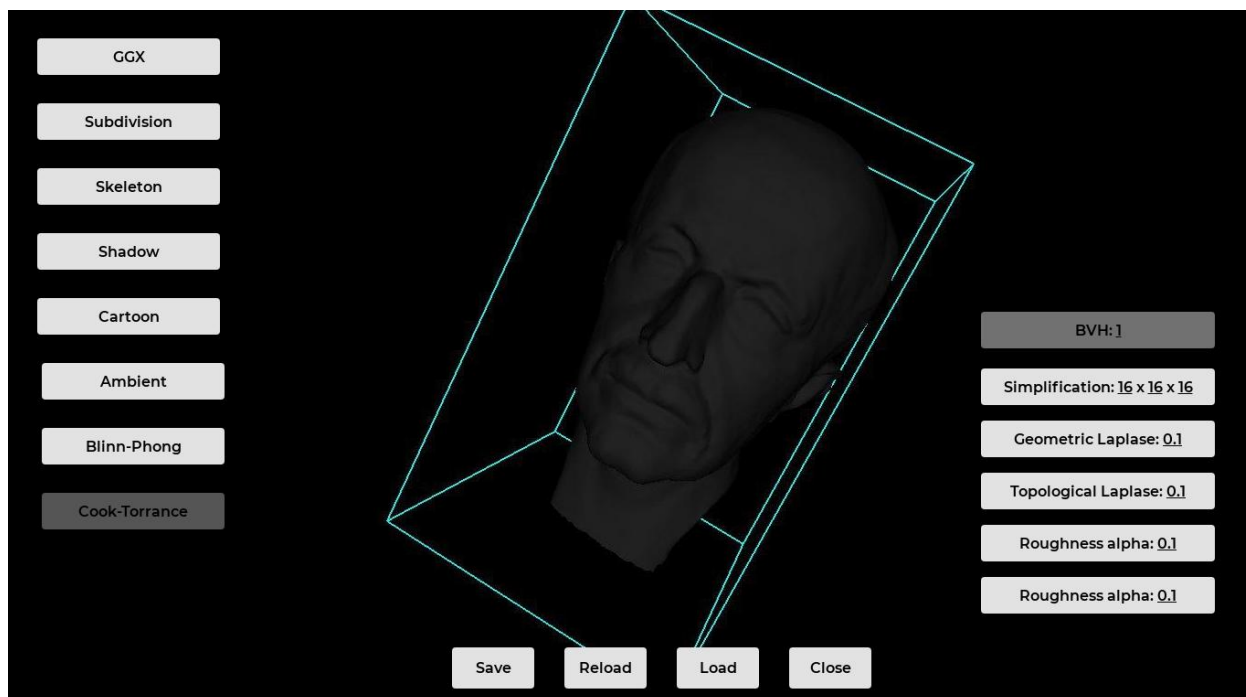 GGX
Subdivision
Skeleton
Shadow
Cartoon
Ambient
Blinn-Phong
Cook-Torrance
BVH: 1
Simplification: 16 x 16 x 16
Geometric Laplase: 0.1
Topological Laplase: 0.1
Roughness alpha: 0.1
Roughness alpha: 0.1
Save Reload Load Close